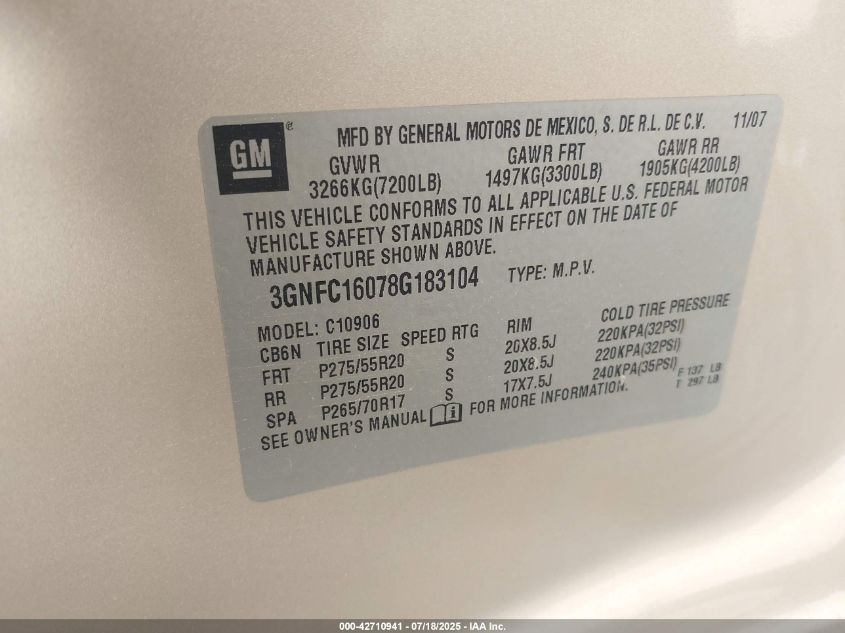 GM
®
MFD BY GENERAL MOTORS DE MEXICO, S. DE R.L. DE C.V. 11/07
GVWR GAWR FRT GAWR RR
3266KG(7200LB) 1497KG(3300LB) 1905KG(4200LB)
THIS VEHICLE CONFORMS TO ALL APPLICABLE U.S. FEDERAL MOTOR
VEHICLE SAFETY STANDARDS IN EFFECT ON THE DATE OF
MANUFACTURE SHOWN ABOVE.
3GNFC16078G183104 TYPE: M.P.V.
MODEL: C10906
CB6N TIRE SIZE SPEED RTG RIM COLD TIRE PRESSURE
FRT P275/55R20 S 20X8.5J 220KPA(32PSI)
RR P275/55R20 S 20X8.5J 220KPA(32PSI)
SPA P265/70R17 S 17X7.5J 240KPA(35PSI) F 137 LB
T 297 LB
SEE OWNER'S MANUAL i FOR MORE INFORMATION.
000-42710941 - 07/18/2025 - IAA Inc.